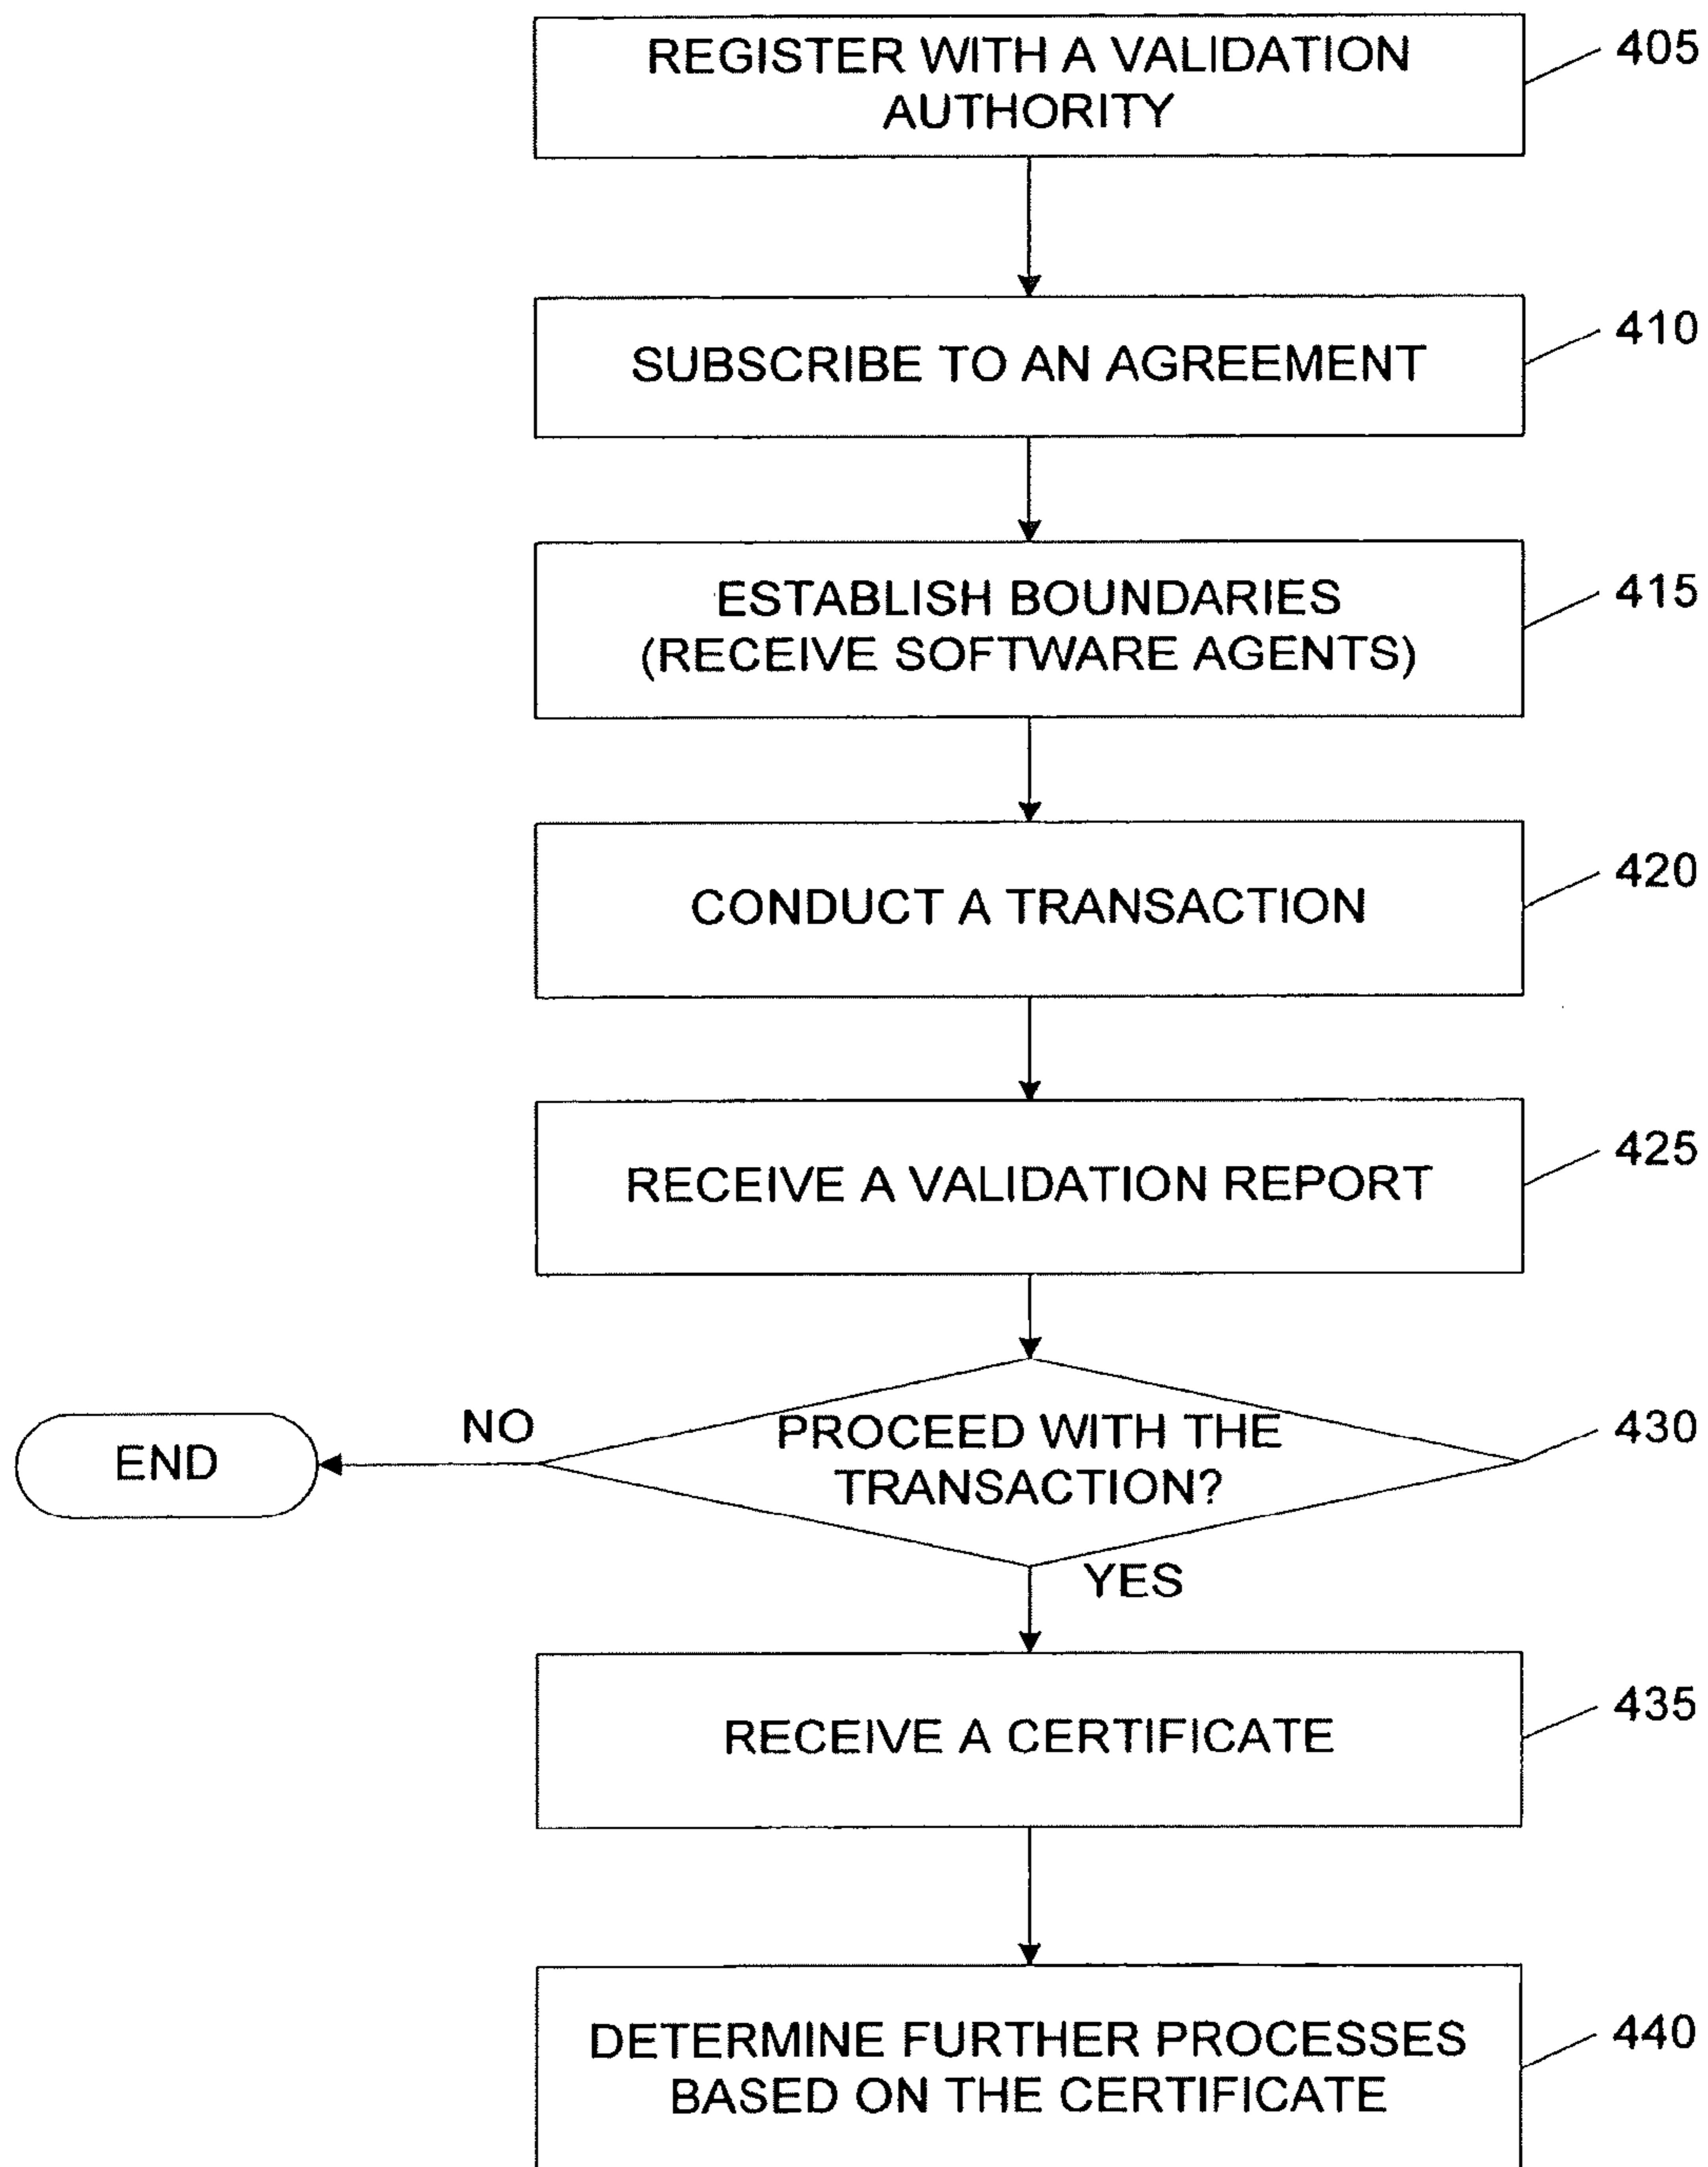 REGISTER WITH A VALIDATION
AUTHORITY
405
SUBSCRIBE TO AN AGREEMENT
410
ESTABLISH BOUNDARIES
(RECEIVE SOFTWARE AGENTS)
415
CONDUCT A TRANSACTION
420
RECEIVE A VALIDATION REPORT
425
PROCEED WITH THE
TRANSACTION?
430
NO
END
YES
RECEIVE A CERTIFICATE
435
DETERMINE FURTHER PROCESSES
BASED ON THE CERTIFICATE
440